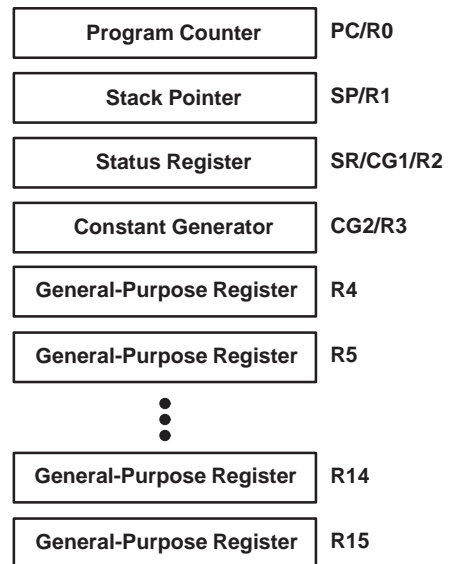 Program Counter PC/R0
Stack Pointer SP/R1
Status Register SR/CG1/R2
Constant Generator CG2/R3
General-Purpose Register R4
General-Purpose Register R5
General-Purpose Register R14
General-Purpose Register R15